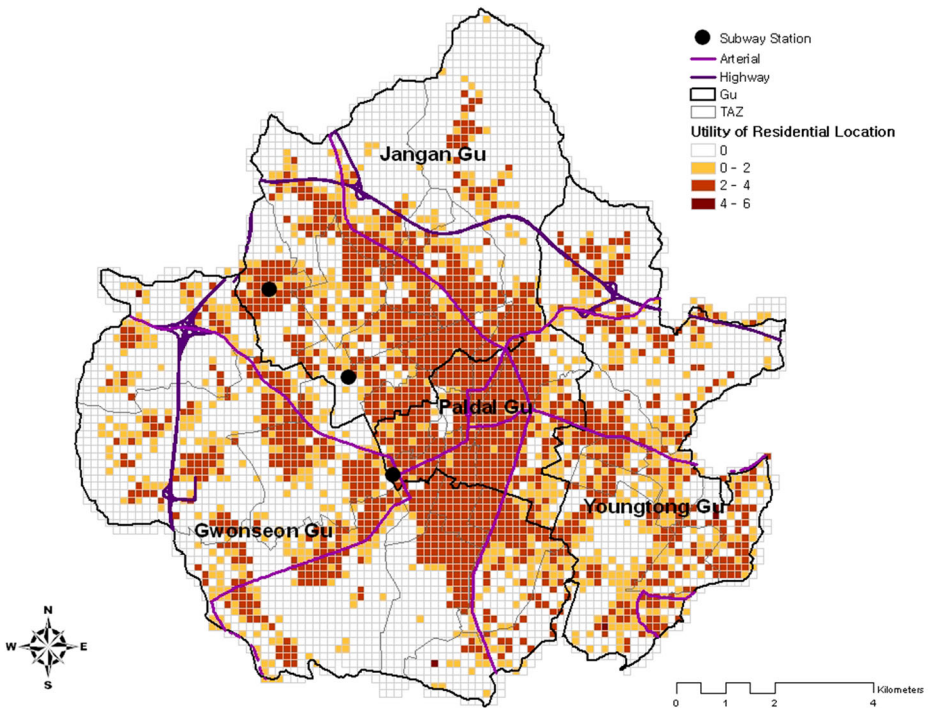 Subway Station
Arterial
Highway
Gu
TAZ
Utility of Residential Location
0
0 - 2
2 - 4
4 - 6
Jangan Gu
Paldal Gu
Youngtong Gu
Gwonseon Gu
N
W E
S
Kilometers
0 1 2 4